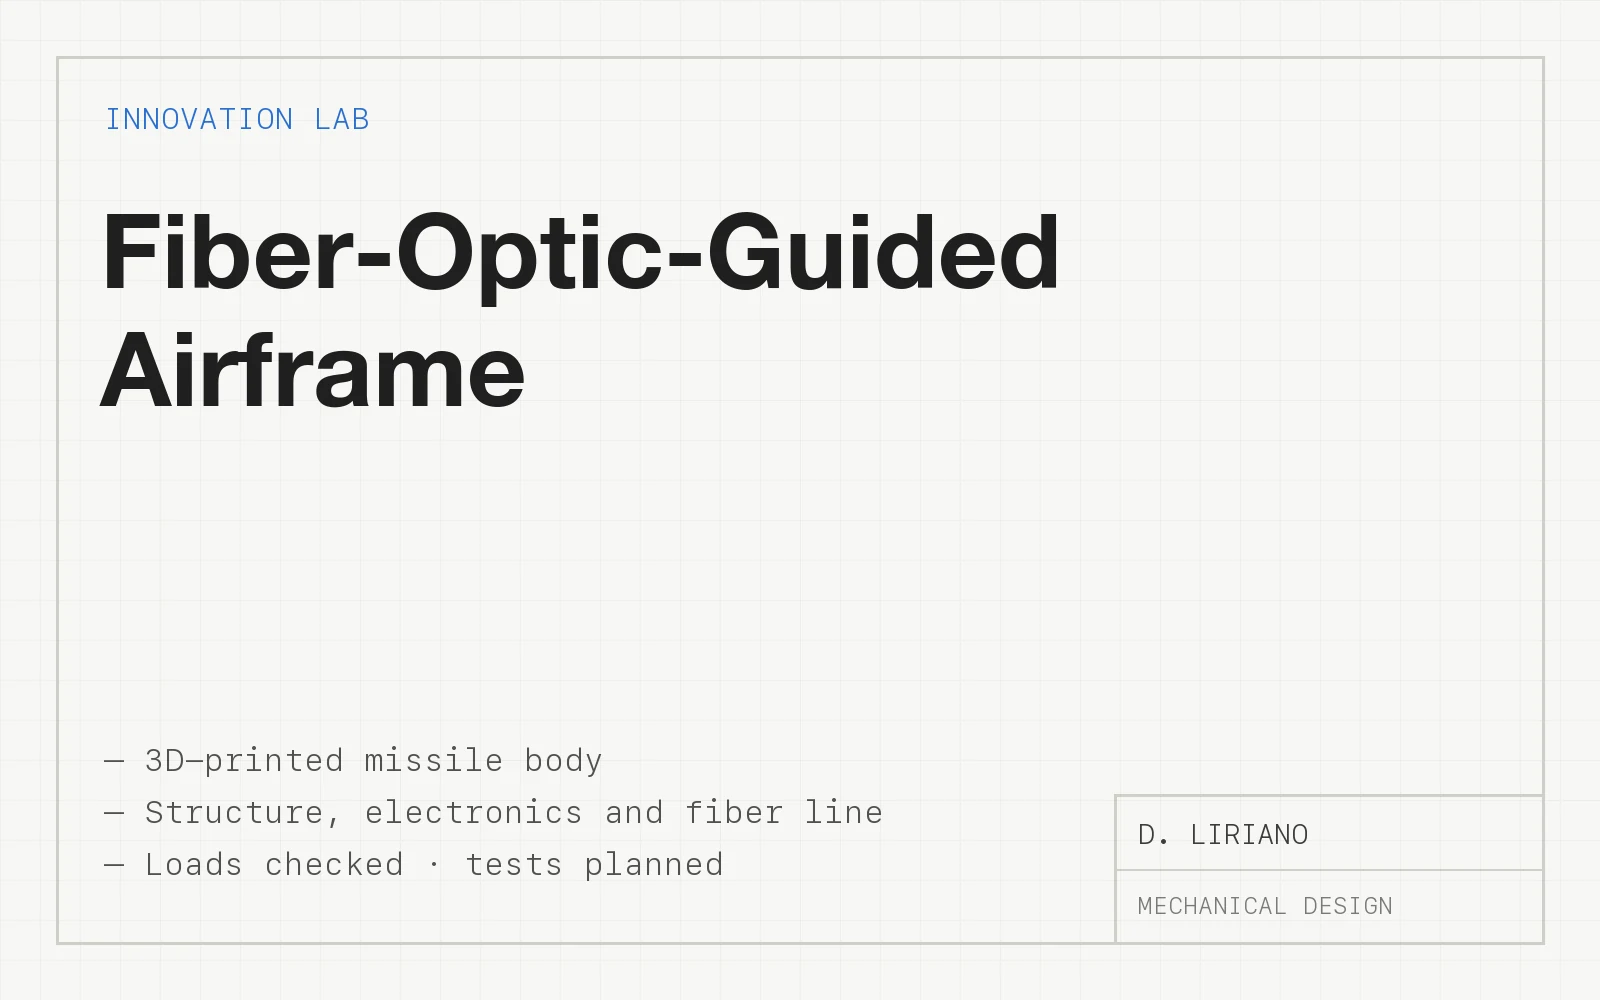 INNOVATION LAB
Fiber-Optic-Guided
Airframe
— 3D–printed missile body
— Structure, electronics and fiber line
— Loads checked · tests planned
D. LIRIANO
MECHANICAL DESIGN